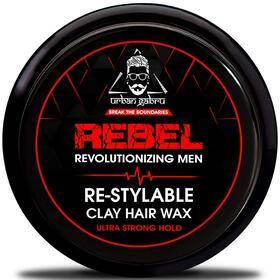 urban gabru
BREAK THE BOUNDARIES
REBEL
REVOLUTIONIZING MEN
RE-STYLABLE
CLAY HAIR WAX
ULTRA STRONG HOLD